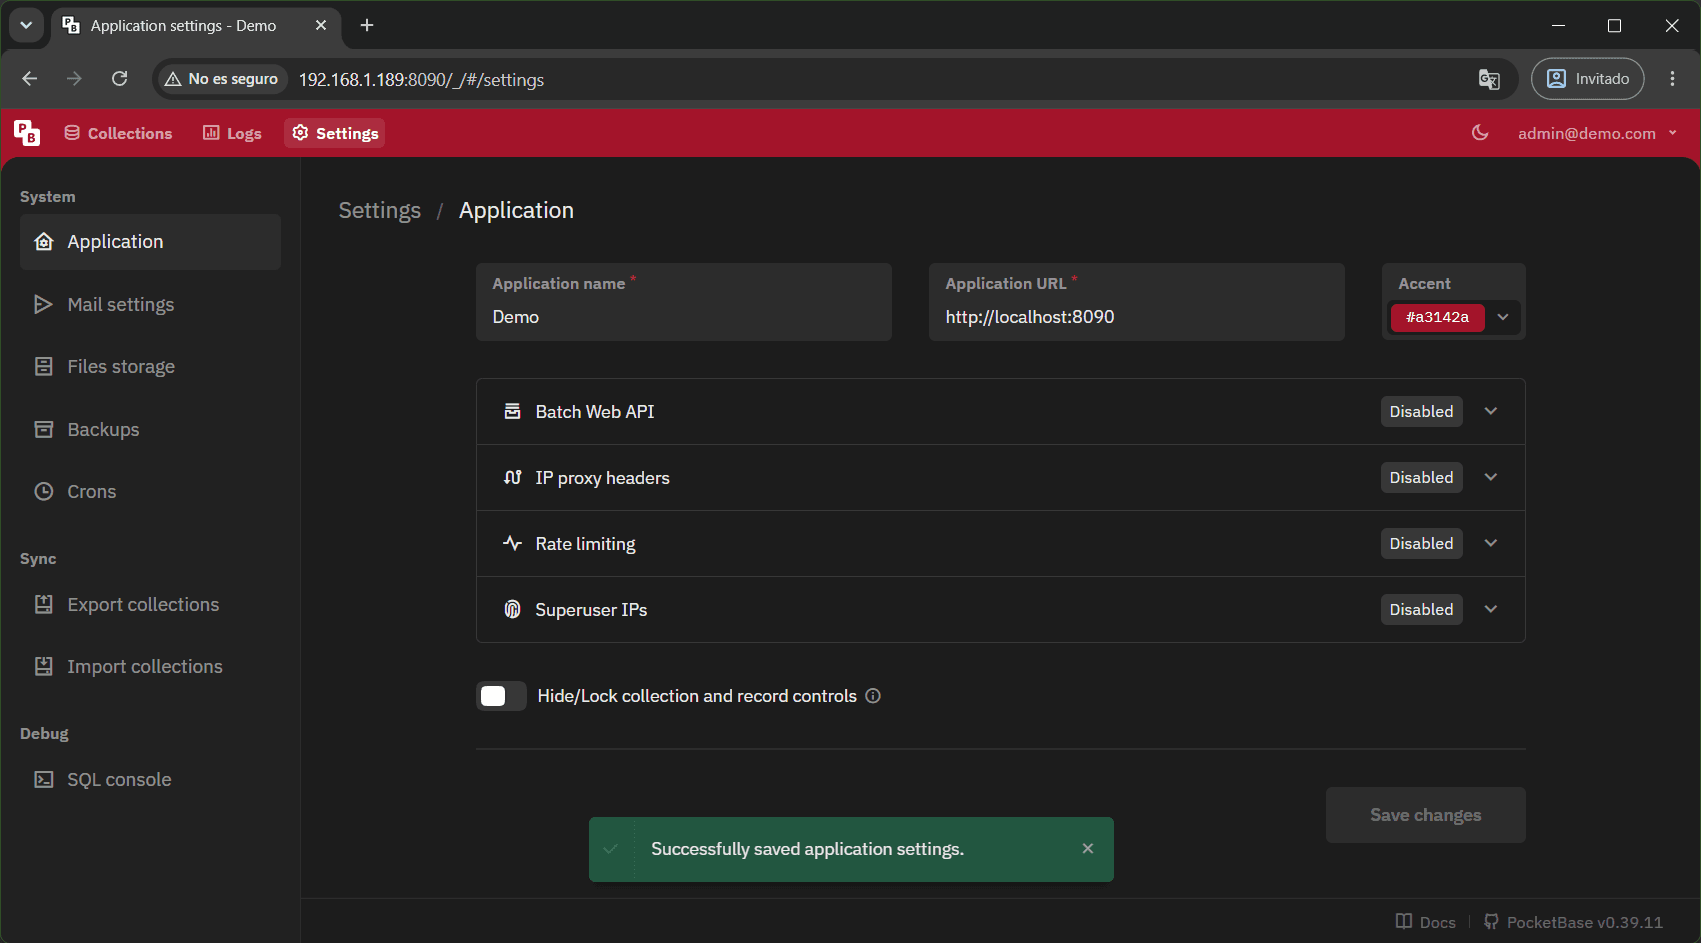 Application settings - Demo
No es seguro
192.168.1.189:8090/_/#/settings
Invitado
PB
Collections
Logs
Settings
admin@demo.com
System
Application
Mail settings
Files storage
Backups
Crons
Sync
Export collections
Import collections
Debug
SQL console
Settings / Application
Application name *
Demo
Application URL *
http://localhost:8090
Accent
#a3142a
Batch Web API Disabled
IP proxy headers Disabled
Rate limiting Disabled
Superuser IPs Disabled
Hide/Lock collection and record controls
Save changes
Successfully saved application settings.
Docs | PocketBase v0.39.11